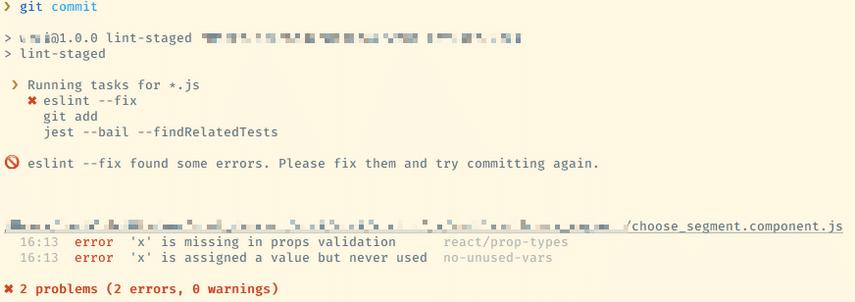 ❯ git commit
> @1.0.0 lint-staged
> lint-staged
❯ Running tasks for *.js
✖ eslint --fix
git add
jest --bail --findRelatedTests
🚫 eslint --fix found some errors. Please fix them and try committing again.
/choose_segment.component.js
16:13 error 'x' is missing in props validation react/prop-types
16:13 error 'x' is assigned a value but never used no-unused-vars
✖ 2 problems (2 errors, 0 warnings)